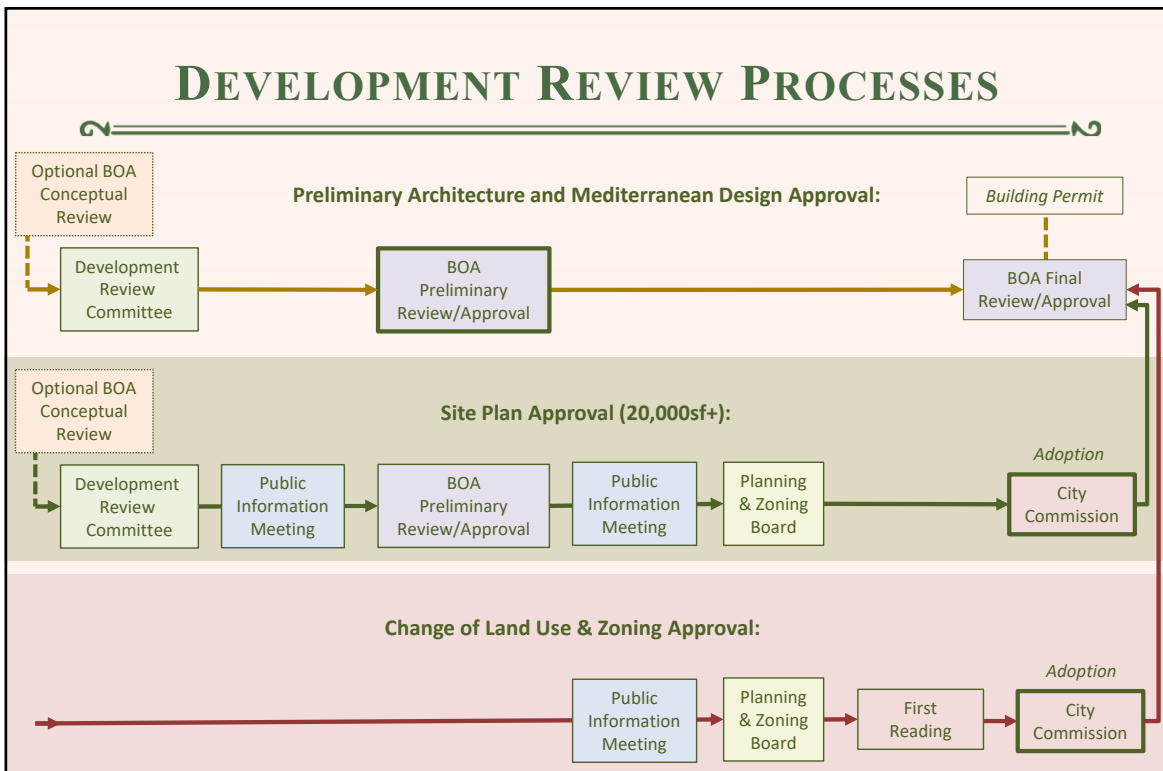 DEVELOPMENT REVIEW PROCESSES
Optional BOA
Conceptual
Review
Preliminary Architecture and Mediterranean Design Approval:
Building Permit
Development
Review
Committee
BOA
Preliminary
Review/Approval
BOA Final
Review/Approval
Optional BOA
Conceptual
Review
Site Plan Approval (20,000sf+):
Development
Review
Committee
Public
Information
Meeting
BOA
Preliminary
Review/Approval
Public
Information
Meeting
Planning
& Zoning
Board
Adoption
City
Commission
Change of Land Use & Zoning Approval:
Public
Information
Meeting
Planning
& Zoning
Board
First
Reading
Adoption
City
Commission